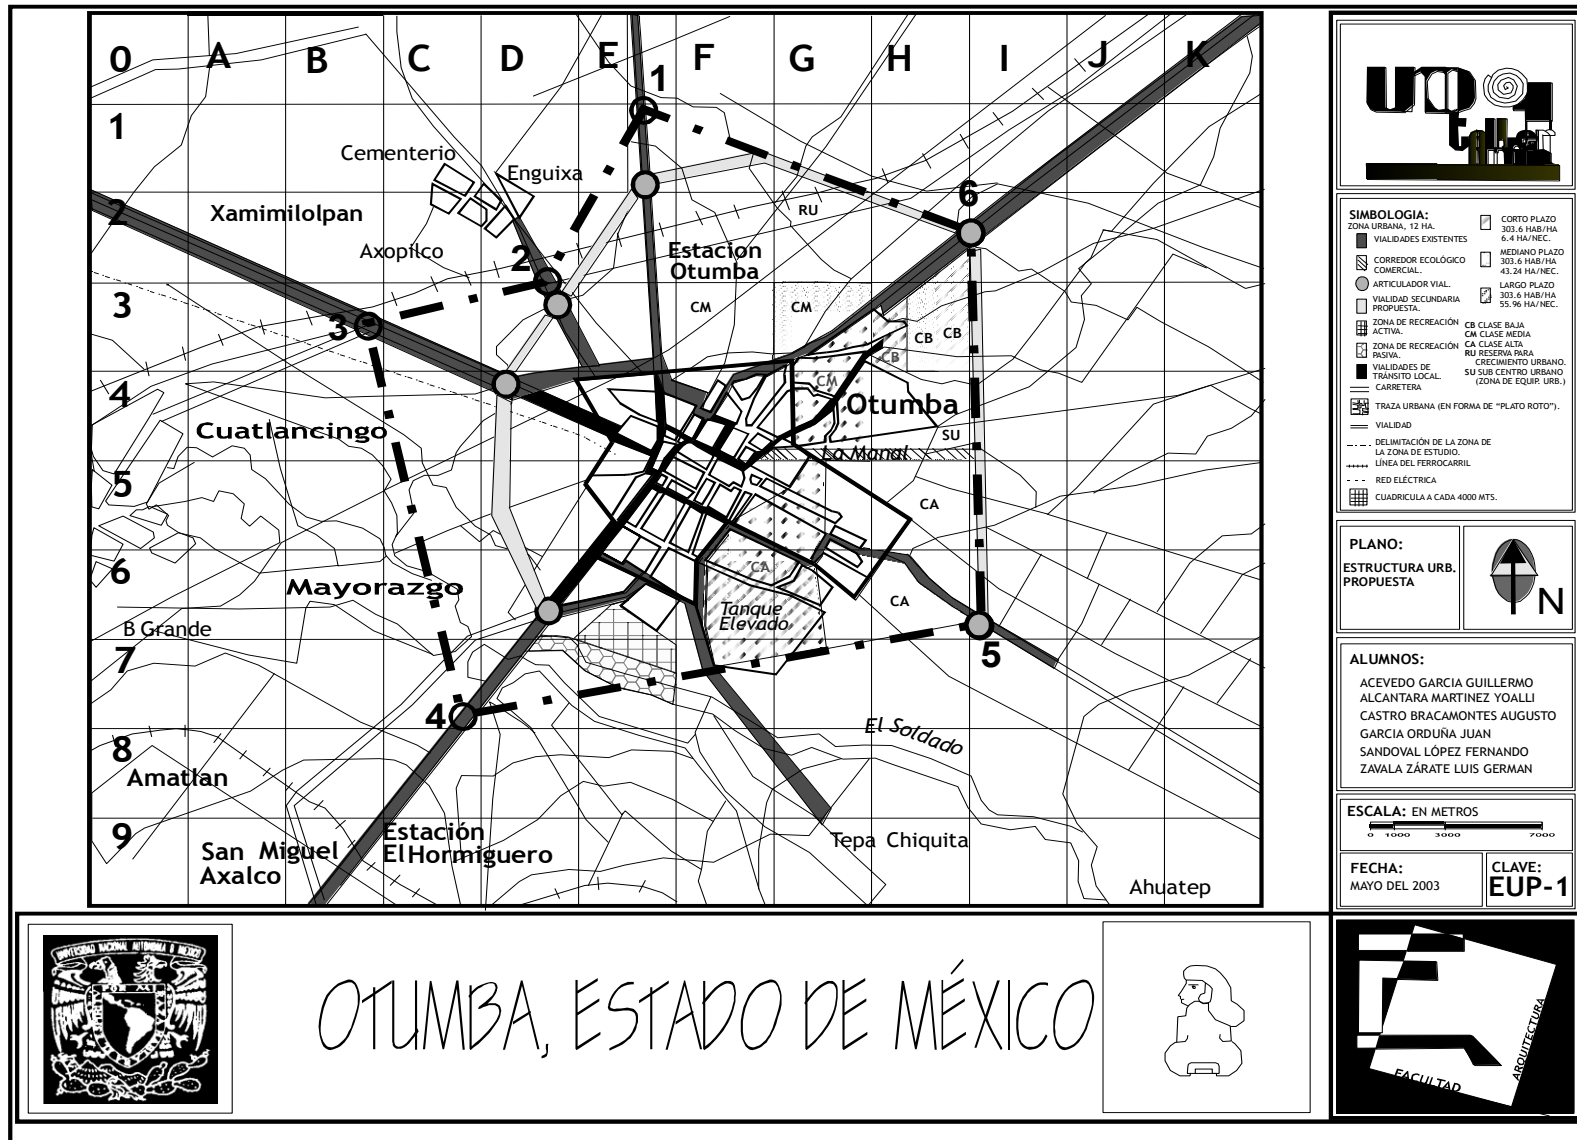 0 A B C D E F G H I J K
1
1
Cementerio
Enguixa
2
Xamimilolpan
RU
6
Axopilco
2
Estacion
Otumba
3
3
CM
CM
CB
CB
CB
4
CM
Otumba
Cuatlancingo
SU
La Manal
5
CA
6
CA
Mayorazgo
CA
Tanque
Elevado
B Grande
7
5
4
El Soldado
8
Amatlan
9
Estación
El Hormiguero
San Miguel
Axalco
Tepa Chiquita
Ahuatep
SIMBOLOGIA:
ZONA URBANA, 12 HA.
VIALIDADES EXISTENTES
CORREDOR ECOLÓGICO
COMERCIAL.
ARTICULADOR VIAL.
VIALIDAD SECUNDARIA
PROPUESTA.
ZONA DE RECREACIÓN
ACTIVA.
ZONA DE RECREACIÓN
PASIVA.
VIALIDADES DE
TRÁNSITO LOCAL.
CARRETERA
TRAZA URBANA (EN FORMA DE “PLATO ROTO”).
VIALIDAD
DELIMITACIÓN DE LA ZONA DE
LA ZONA DE ESTUDIO.
LÍNEA DEL FERROCARRIL
RED ELÉCTRICA
CUADRICULA A CADA 4000 MTS.
CORTO PLAZO
303.6 HAB/HA
6.4 HA/NEC.
MEDIANO PLAZO
303.6 HAB/HA
43.24 HA/NEC.
LARGO PLAZO
303.6 HAB/HA
55.96 HA/NEC.
CB CLASE BAJA
CM CLASE MEDIA
CA CLASE ALTA
RU RESERVA PARA
CRECIMIENTO URBANO.
SU SUB CENTRO URBANO
(ZONA DE EQUIP. URB.)
PLANO:
ESTRUCTURA URB.
PROPUESTA
N
ALUMNOS:
ACEVEDO GARCIA GUILLERMO
ALCANTARA MARTINEZ YOALLI
CASTRO BRACAMONTES AUGUSTO
GARCIA ORDUÑA JUAN
SANDOVAL LÓPEZ FERNANDO
ZAVALA ZÁRATE LUIS GERMAN
ESCALA: EN METROS
0 1000 3000 7000
FECHA:
MAYO DEL 2003
CLAVE:
EUP-1
OTUMBA, ESTADO DE MÉXICO
FACULTAD
ARQUITECTURA